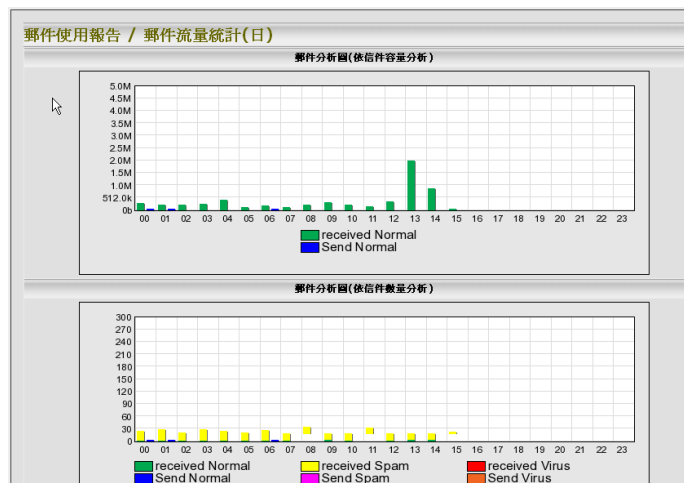 郵件使用報告 / 郵件流量統計(日)
郵件分析圖(依信件容量分析)
5.0M
4.5M
4.0M
3.5M
3.0M
2.5M
2.0M
1.5M
1.0M
512.0k
0b
00 01 02 03 04 05 06 07 08 09 10 11 12 13 14 15 16 17 18 19 20 21 22 23
received Normal
Send Normal
郵件分析圖(依信件數量分析)
300
270
240
210
180
150
120
90
60
30
0
00 01 02 03 04 05 06 07 08 09 10 11 12 13 14 15 16 17 18 19 20 21 22 23
received Normal received Spam received Virus
Send Normal Send Spam Send Virus